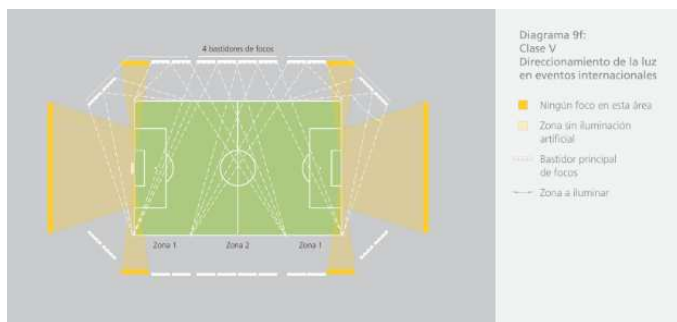 4 bastidores de focos
Zona 1
Zona 2
Zona 1
Diagrama 9f:
Clase V
Direccionamiento de la luz
en eventos internacionales
Ningún foco en esta área
Zona sin iluminación
artificial
Bastidor principal
de focos
Zona a iluminar